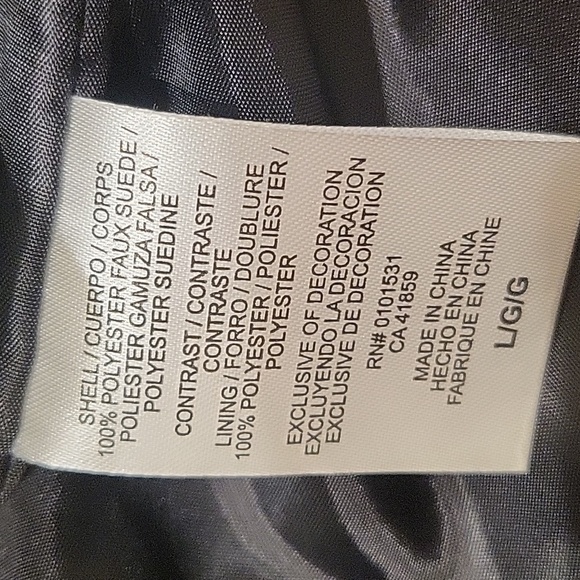 SHELL / CUERPO / CORPS
100% POLYESTER FAUX SUEDE /
POLIESTER GAMUZA FALSA /
POLYESTER SUEDINE
CONTRAST / CONTRASTE /
CONTRASTE
LINING / FORRO / DOUBLURE
100% POLYESTER / POLIESTER /
POLYESTER
EXCLUSIVE OF DECORATION
EXCLUYENDO LA DECORACION
EXCLUSIVE DE DECORATION
RN# 0101531
CA 41859
MADE IN CHINA
HECHO EN CHINA
FABRIQUE EN CHINE
L/G/G